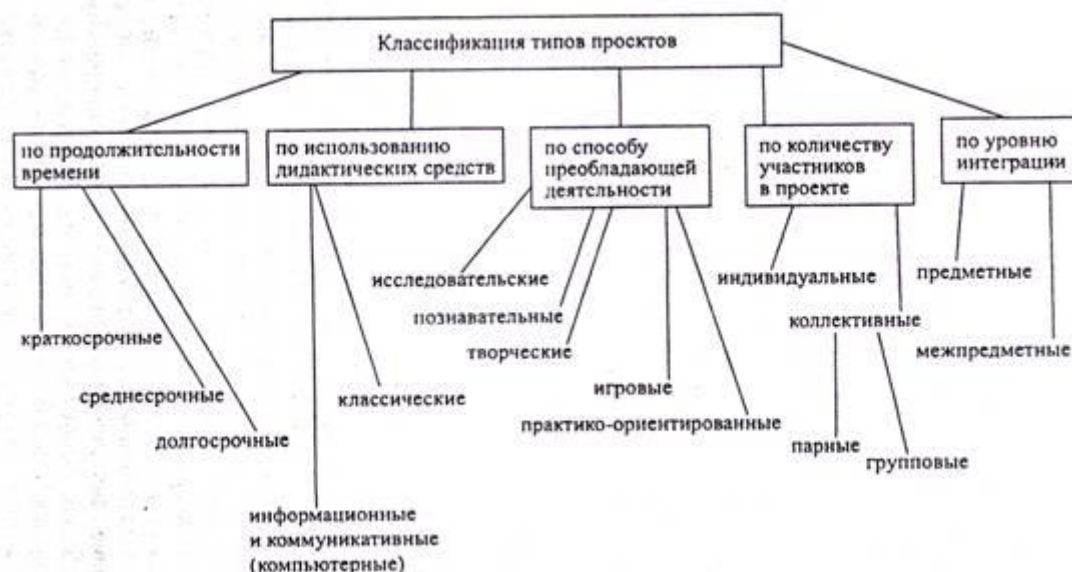 Классификация типов проектов
по продолжительности
времени
по использованию
дидактических средств
по способу
преобладающей
деятельности
по количеству
участников
в проекте
по уровню
интеграции
исследовательские
познавательные
творческие
игровые
практико-ориентированные
индивидуальные
коллективные
парные
групповые
предметные
межпредметные
краткосрочные
среднесрочные
долгосрочные
классические
информационные
и коммуникативные
(компьютерные)